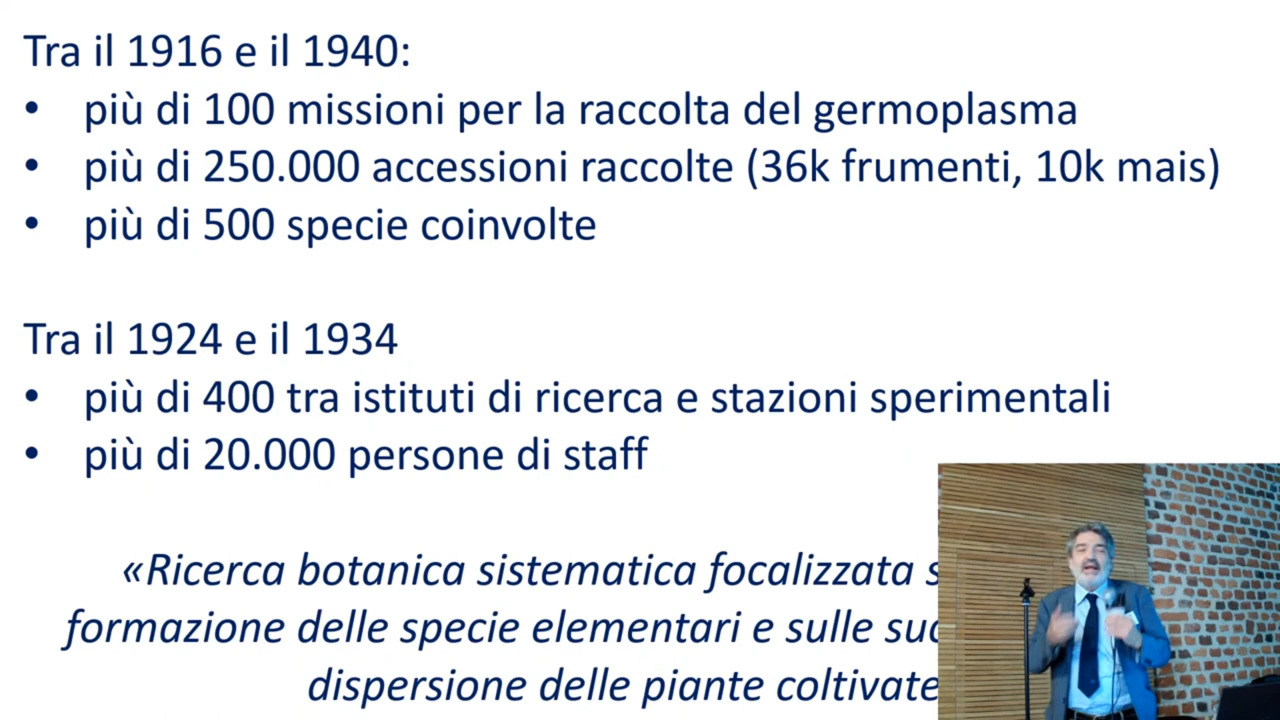 Tra il 1916 e il 1940:
• più di 100 missioni per la raccolta del germoplasma
• più di 250.000 accessioni raccolte (36k frumenti, 10k mais)
• più di 500 specie coinvolte
Tra il 1924 e il 1934
• più di 400 tra istituti di ricerca e stazioni sperimentali
• più di 20.000 persone di staff
«Ricerca botanica sistematica focalizzata
formazione delle specie elementari e sulle
dispersione delle piante coltivate